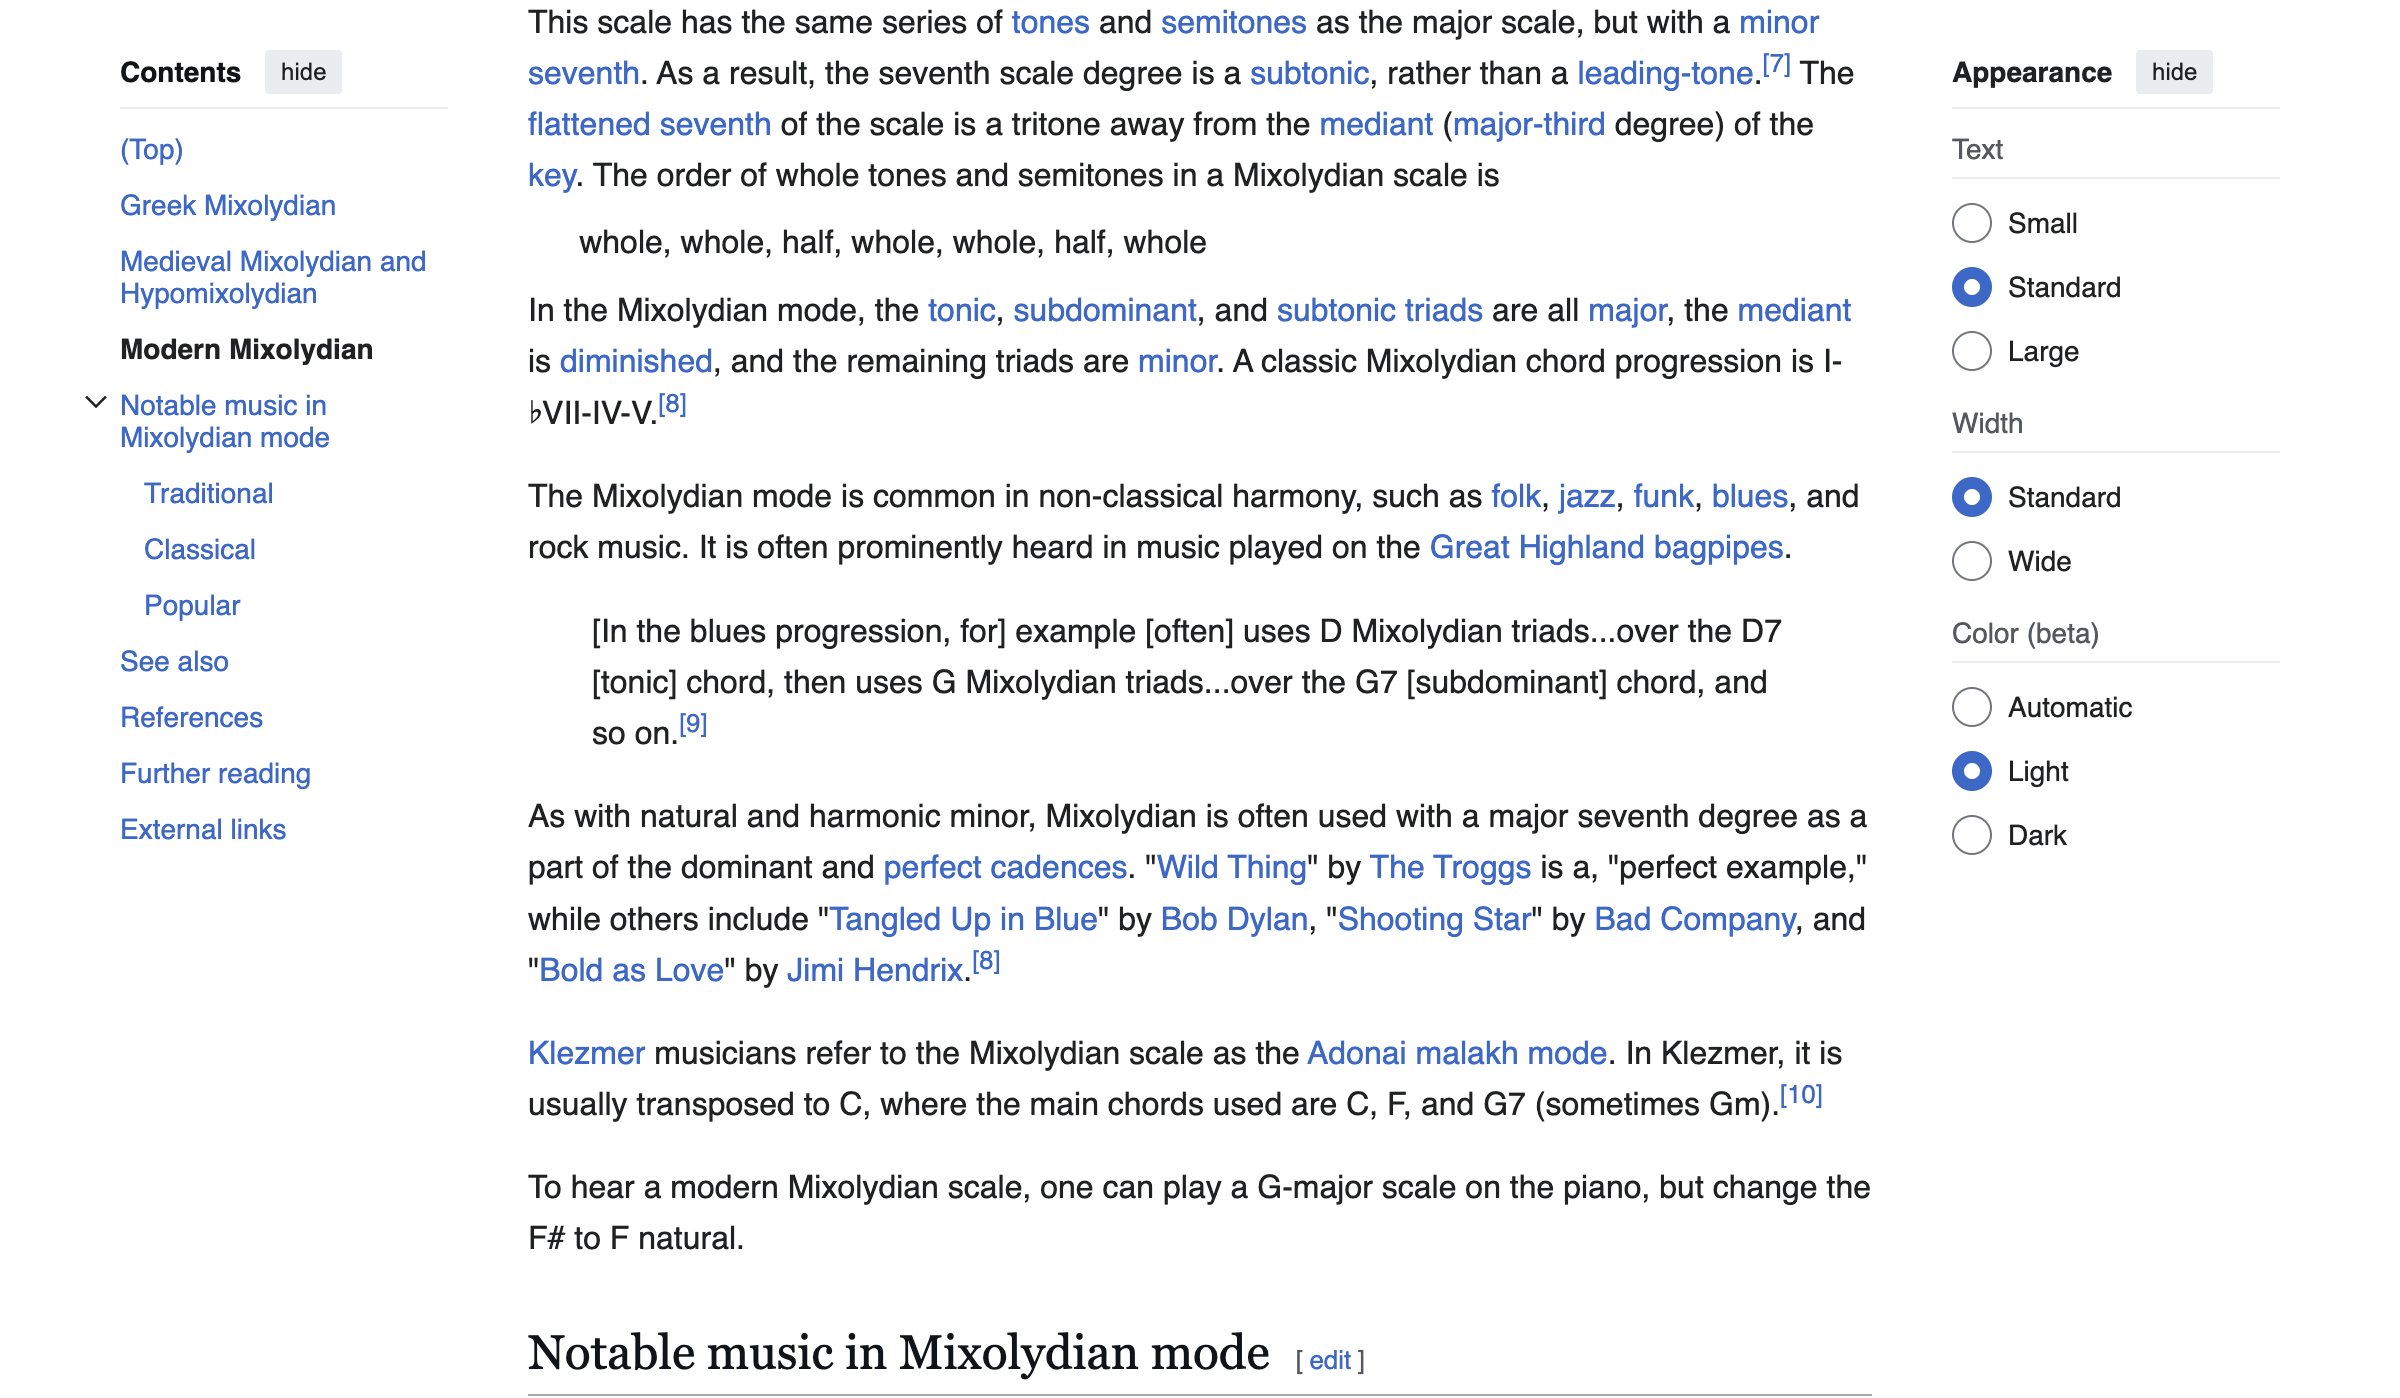 Contents hide
(Top)
Greek Mixolydian
Medieval Mixolydian and
Hypomixolydian
Modern Mixolydian
Notable music in
Mixolydian mode
Traditional
Classical
Popular
See also
References
Further reading
External links
This scale has the same series of tones and semitones as the major scale, but with a minor
seventh. As a result, the seventh scale degree is a subtonic, rather than a leading-tone.[7] The
flattened seventh of the scale is a tritone away from the mediant (major-third degree) of the
key. The order of whole tones and semitones in a Mixolydian scale is
whole, whole, half, whole, whole, half, whole
In the Mixolydian mode, the tonic, subdominant, and subtonic triads are all major, the mediant
is diminished, and the remaining triads are minor. A classic Mixolydian chord progression is I-
♭VII-IV-V.[8]
The Mixolydian mode is common in non-classical harmony, such as folk, jazz, funk, blues, and
rock music. It is often prominently heard in music played on the Great Highland bagpipes.
[In the blues progression, for] example [often] uses D Mixolydian triads...over the D7
[tonic] chord, then uses G Mixolydian triads...over the G7 [subdominant] chord, and
so on.[9]
As with natural and harmonic minor, Mixolydian is often used with a major seventh degree as a
part of the dominant and perfect cadences. "Wild Thing" by The Troggs is a, "perfect example,"
while others include "Tangled Up in Blue" by Bob Dylan, "Shooting Star" by Bad Company, and
"Bold as Love" by Jimi Hendrix.[8]
Klezmer musicians refer to the Mixolydian scale as the Adonai malakh mode. In Klezmer, it is
usually transposed to C, where the main chords used are C, F, and G7 (sometimes Gm).[10]
To hear a modern Mixolydian scale, one can play a G-major scale on the piano, but change the
F# to F natural.
Notable music in Mixolydian mode [ edit ]
Appearance hide
Text
Small
Standard
Large
Width
Standard
Wide
Color (beta)
Automatic
Light
Dark